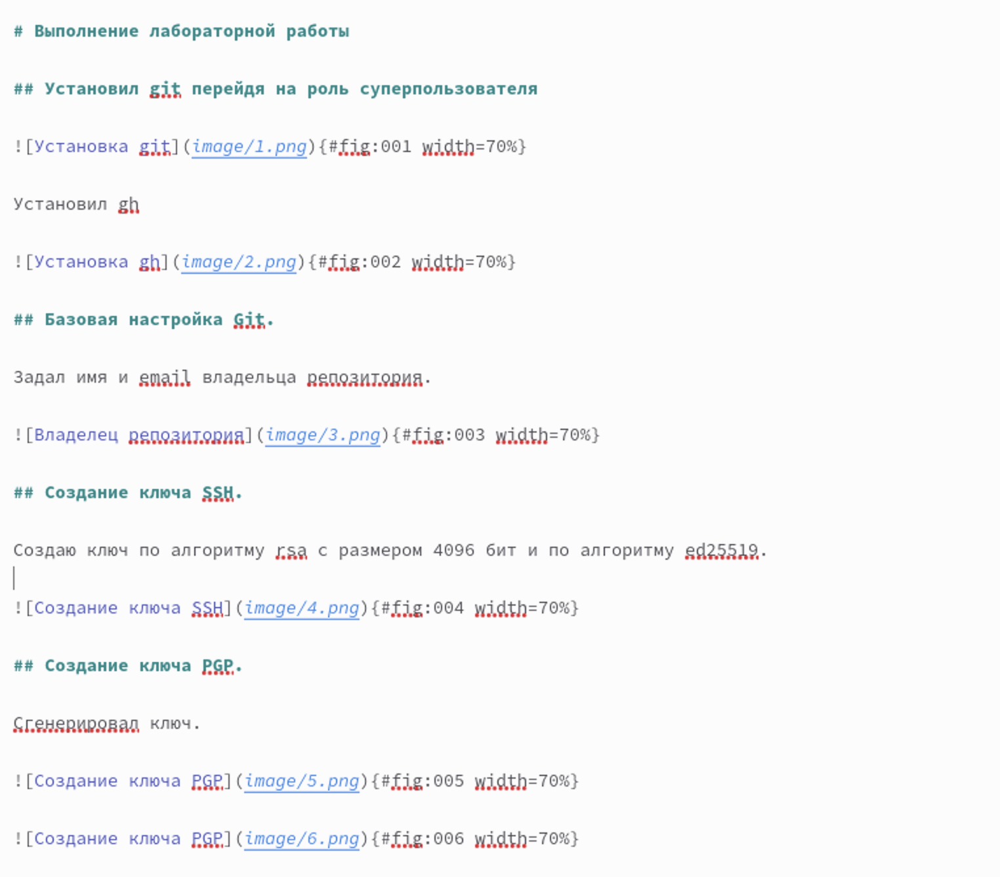 # Выполнение лабораторной работы
## Установил git перейдя на роль суперпользователя
![Установка git](image/1.png){#fig:001 width=70%}
Установил gh
![Установка gh](image/2.png){#fig:002 width=70%}
## Базовая настройка Git.
Задал имя и email владельца репозитория.
![Владелец репозитория](image/3.png){#fig:003 width=70%}
## Создание ключа SSH.
Создаю ключ по алгоритму rsa с размером 4096 бит и по алгоритму ed25519.
![Создание ключа SSH](image/4.png){#fig:004 width=70%}
## Создание ключа PGP.
Сгенерировал ключ.
![Создание ключа PGP](image/5.png){#fig:005 width=70%}
![Создание ключа PGP](image/6.png){#fig:006 width=70%}